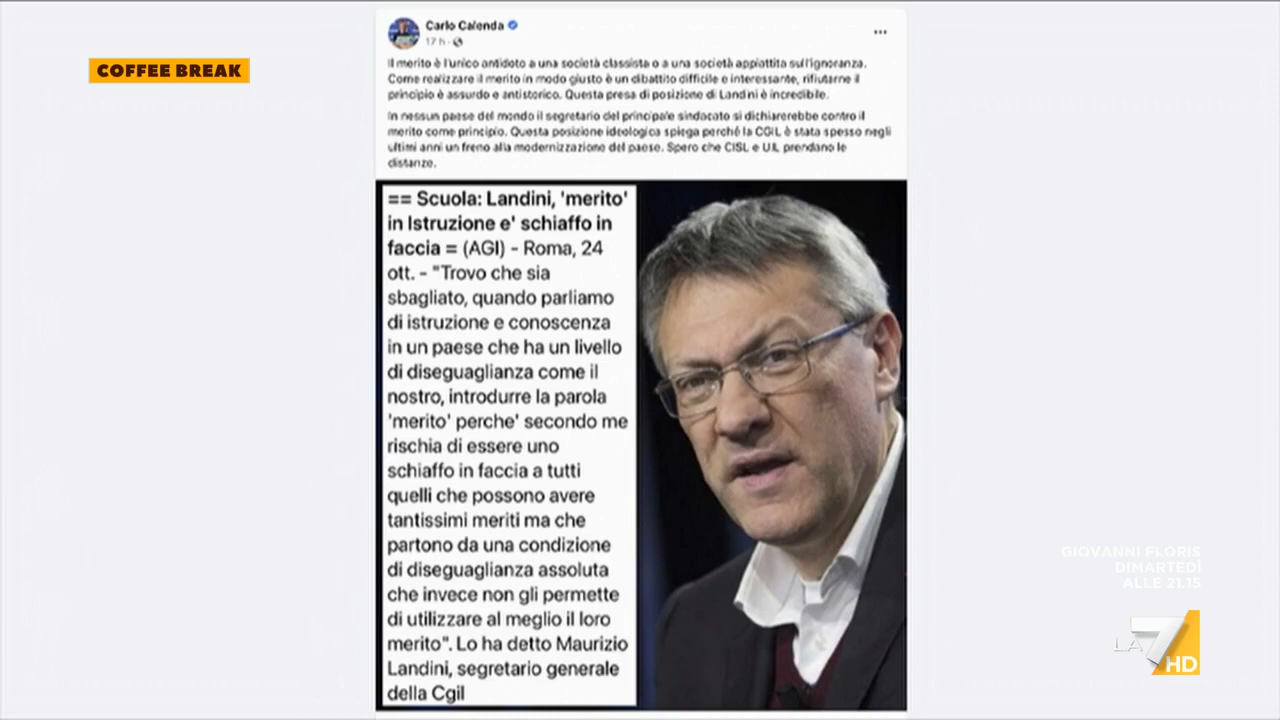 COFFEE BREAK
Carlo Calenda
17 h
Il merito è l'unico antidoto a una società classista o a una società appiattita sull'ignoranza.
Come realizzare il merito in modo giusto è un dibattito difficile e interessante, rifiutarne il
principio è assurdo e antistorico. Questa presa di posizione di Landini è incredibile.
In nessun paese del mondo il segretario del principale sindacato si dichiarerebbe contro il
merito come principio. Questa posizione ideologica spiega perché la CGIL è stata spesso negli
ultimi anni un freno alla modernizzazione del paese. Spero che CISL e UIL prendano le
distanze.
== Scuola: Landini, 'merito'
in Istruzione e' schiaffo in
faccia = (AGI) - Roma, 24
ott. - "Trovo che sia
sbagliato, quando parliamo
di istruzione e conoscenza
in un paese che ha un livello
di diseguaglianza come il
nostro, introdurre la parola
'merito' perche' secondo me
rischia di essere uno
schiaffo in faccia a tutti
quelli che possono avere
tantissimi meriti ma che
partono da una condizione
di diseguaglianza assoluta
che invece non gli permette
di utilizzare al meglio il loro
merito". Lo ha detto Maurizio
Landini, segretario generale
della Cgil
GIOVANNI FLORIS
DIMARTEDÌ
ALLE 21.15
LA 7 HD